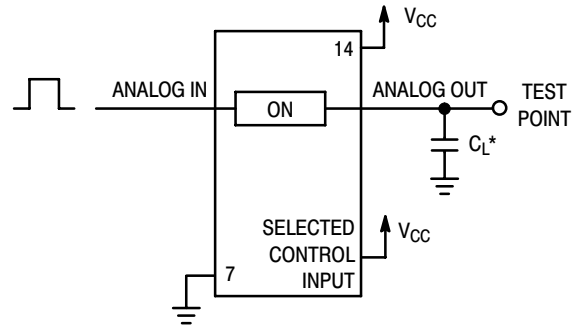 V_CC
14
ANALOG IN
ANALOG OUT
TEST
POINT
ON
C_L*
SELECTED
CONTROL
INPUT
V_CC
7